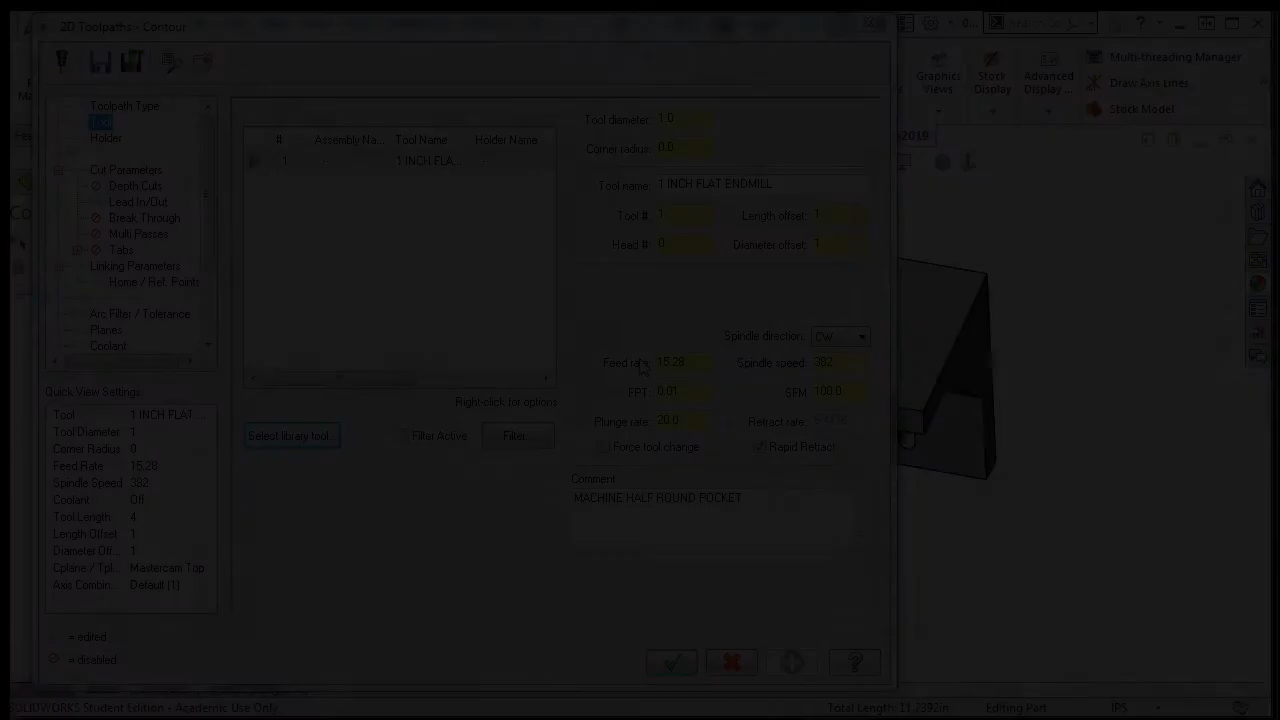 2D Toolpaths - Contour
Toolpath Type
Tool
Holder
Cut Parameters
Depth Cuts
Lead In/Out
Break Through
Multi Passes
Tabs
Linking Parameters
Home / Ref. Points
Arc Filter / Tolerance
Planes
Coolant
Quick View Settings
Tool 1 INCH FLAT ...
Tool Diameter 1
Corner Radius 0
Feed Rate 15.28
Spindle Speed 382
Coolant Off
Tool Length 4
Length Offset 1
Diameter Off... 1
Cplane / Tpl... Mastercam Top
Axis Combin... Default (1)
= edited
= disabled
# Assembly Na... Tool Name Holder Name
1 - 1 INCH FLA... -
Right-click for options
Select library tool...
Filter Active
Filter...
Tool diameter: 1.0
Corner radius: 0.0
Tool name: 1 INCH FLAT ENDMILL
Tool #: 1 Length offset: 1
Head # 0 Diameter offset: 1
Spindle direction: CW
Feed rate: 15.28 Spindle speed: 382
FPT: 0.01 SFM 100.0
Plunge rate: 20.0 Retract rate:
Force tool change Rapid Retract
Comment
MACHINE HALF ROUND POCKET
Graphics Views
Stock Display
Advanced Display ...
Multi-threading Manager
Draw Axis Lines
Stock Model
2019
SOLIDWORKS Student Edition - Academic Use Only
Total Length: 11.2392in
Editing Part
IPS